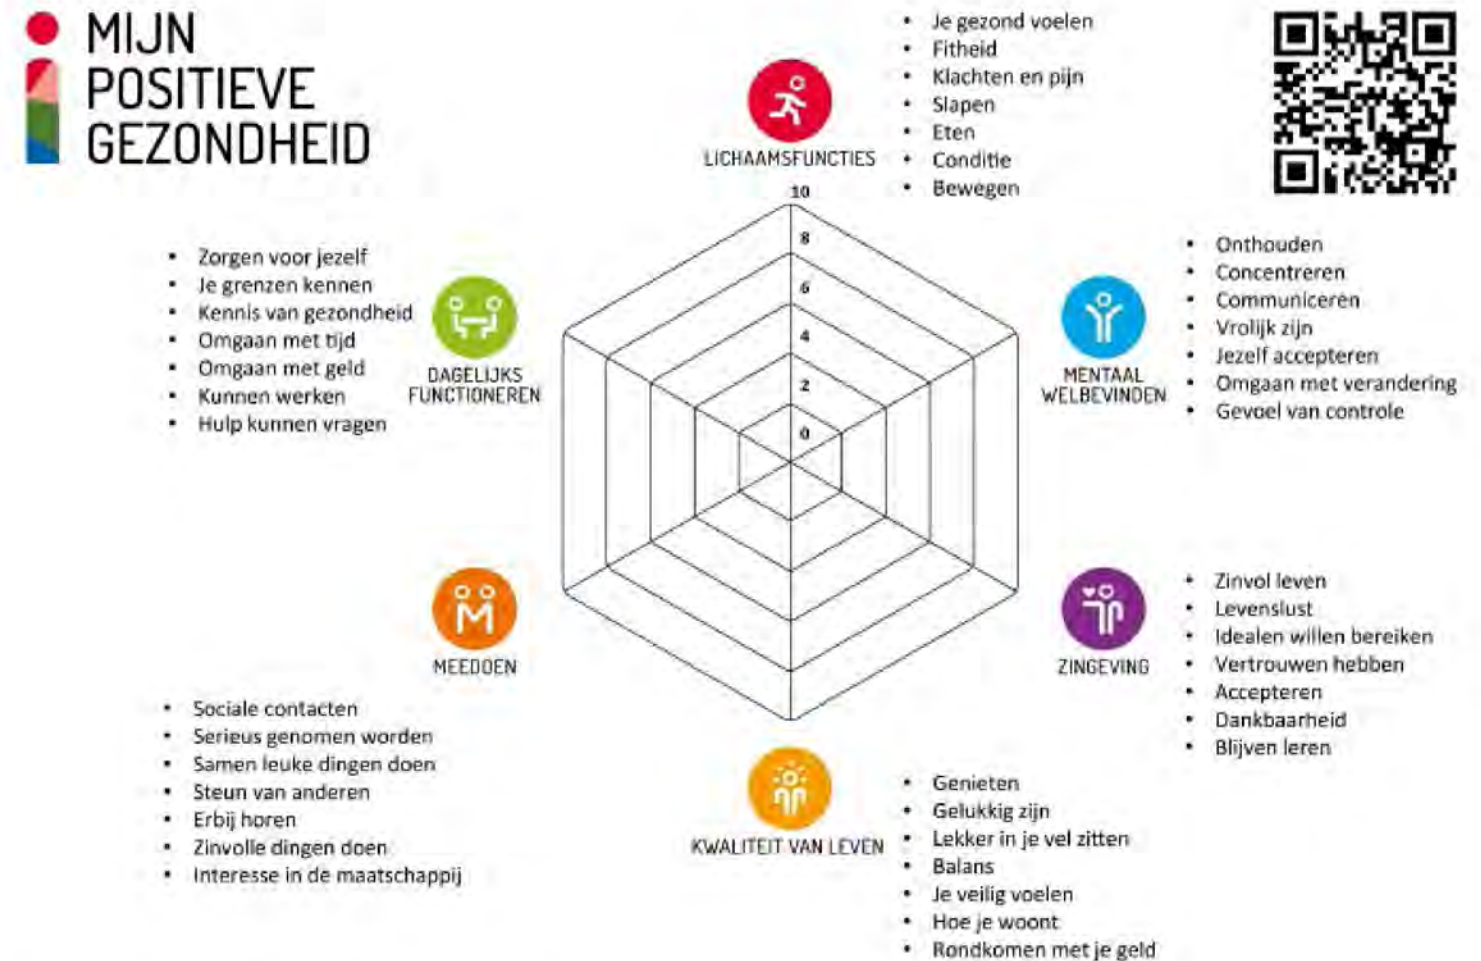 MIJN
POSITIEVE
GEZONDHEID
LICHAAMSFUNCTIES
• Je gezond voelen
• Fitheid
• Klachten en pijn
• Slapen
• Eten
• Conditie
• Bewegen
10
8
6
4
2
0
MENTAAL
WELBEVINDEN
• Onthouden
• Concentreren
• Communiceren
• Vrolijk zijn
• Jezelf accepteren
• Omgaan met verandering
• Gevoel van controle
ZINGEVING
• Zinvol leven
• Levenslust
• Idealen willen bereiken
• Vertrouwen hebben
• Accepteren
• Dankbaarheid
• Blijven leren
KWALITEIT VAN LEVEN
• Genieten
• Gelukkig zijn
• Lekker in je vel zitten
• Balans
• Je veilig voelen
• Hoe je woont
• Rondkomen met je geld
MEEDOEN
• Sociale contacten
• Serieus genomen worden
• Samen leuke dingen doen
• Steun van anderen
• Erbij horen
• Zinvolle dingen doen
• Interesse in de maatschappij
DAGELIJKS
FUNCTIONEREN
• Zorgen voor jezelf
• Je grenzen kennen
• Kennis van gezondheid
• Omgaan met tijd
• Omgaan met geld
• Kunnen werken
• Hulp kunnen vragen